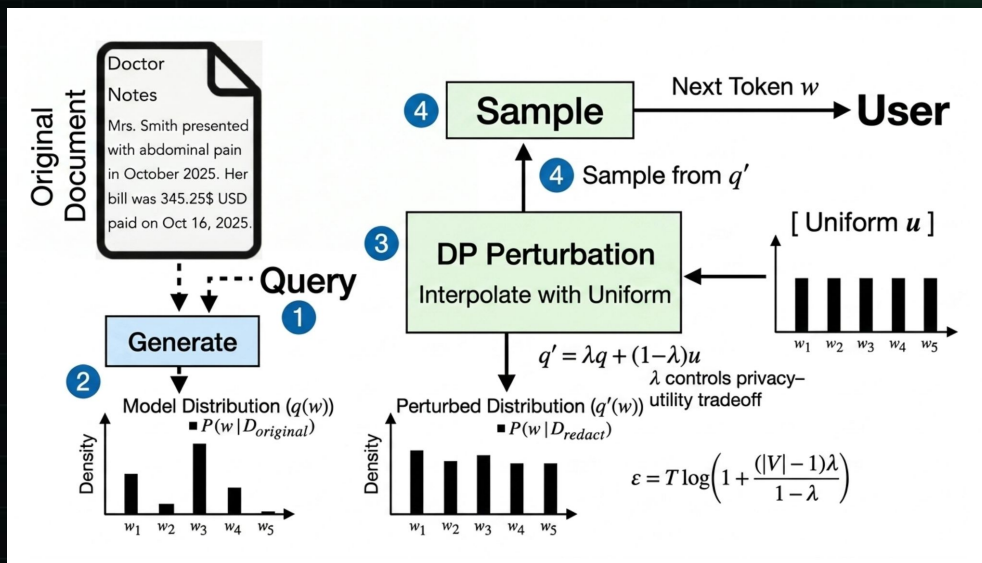 Original
Document
Doctor
Notes
Mrs. Smith presented
with abdominal pain
in October 2025. Her
bill was 345.25$ USD
paid on Oct 16, 2025.
Query
1
Generate
2
Model Distribution (q(w))
■ P(w|D_original)
Density
w₁ w₂ w₃ w₄ w₅
4
Sample
Next Token w
User
4 Sample from q′
3
DP Perturbation
Interpolate with Uniform
[ Uniform u ]
w₁ w₂ w₃ w₄ w₅
q′ = λq + (1−λ)u
λ controls privacy–
utility tradeoff
Perturbed Distribution (q′(w))
■ P(w|D_redact)
Density
w₁ w₂ w₃ w₄ w₅
ε = T log(1 + (|V| − 1)λ / 1 − λ)